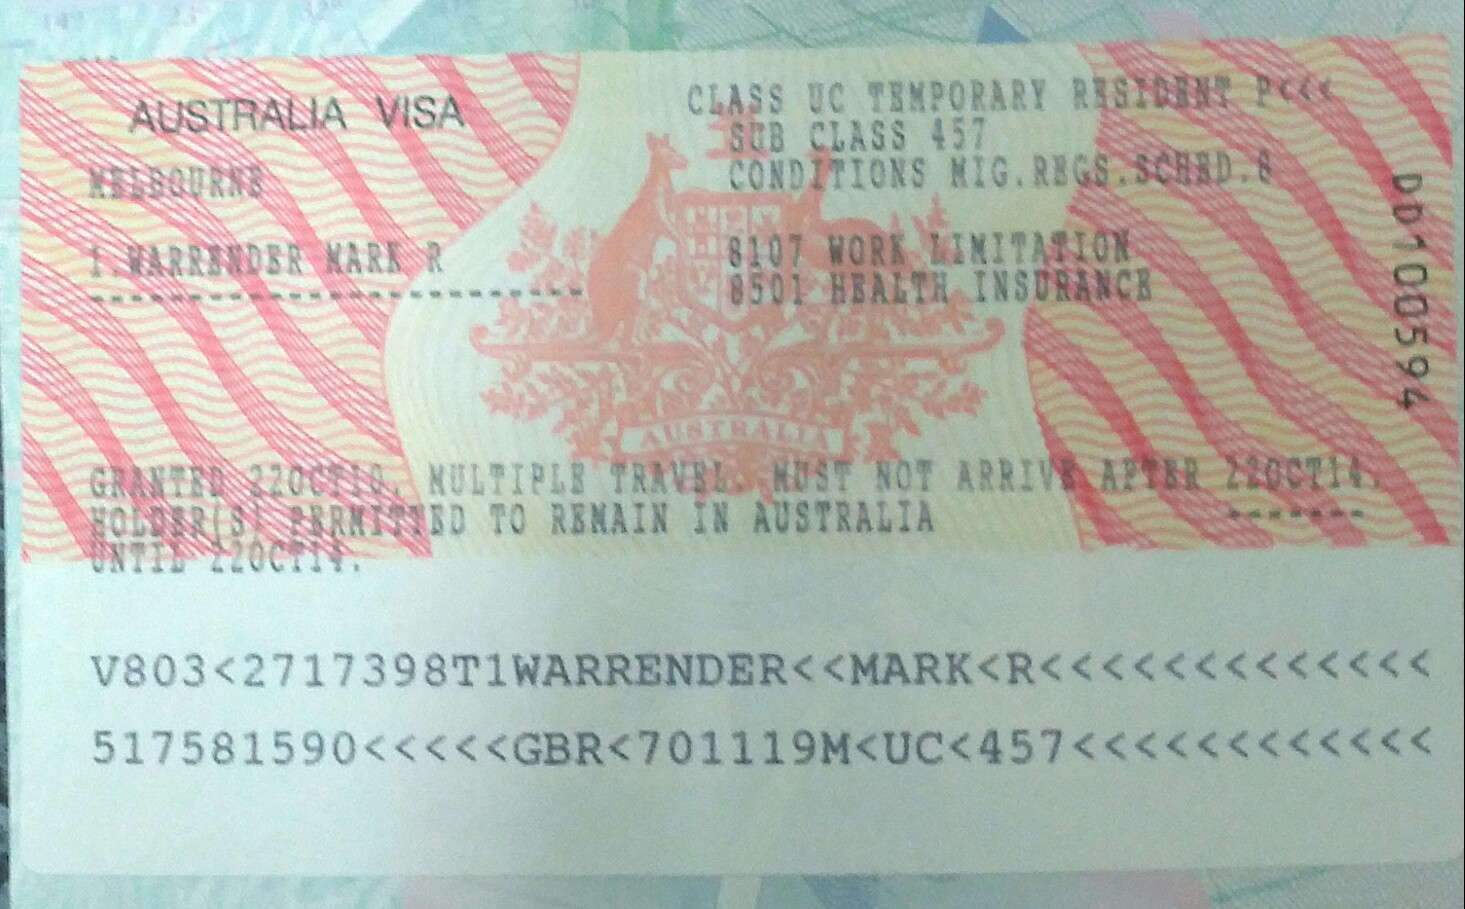 AUSTRALIA VISA
MELBOURNE
1.WARRENDER MARK R
------------------------
CLASS UC TEMPORARY RESIDENT P<<<
SUB CLASS 457
CONDITIONS MIG.REGS.SCHED.8
8107 WORK LIMITATION
8501 HEALTH INSURANCE
DD100594
AUSTRALIA
GRANTED 22OCT10. MULTIPLE TRAVEL. MUST NOT ARRIVE AFTER 22OCT14.
HOLDER(S) PERMITTED TO REMAIN IN AUSTRALIA -------
UNTIL 22OCT14.
V803<2717398T1WARRENDER<<MARK<R<<<<<<<<<<<<<
517581590<<<<<GBR<701119M<UC<457<<<<<<<<<<<<